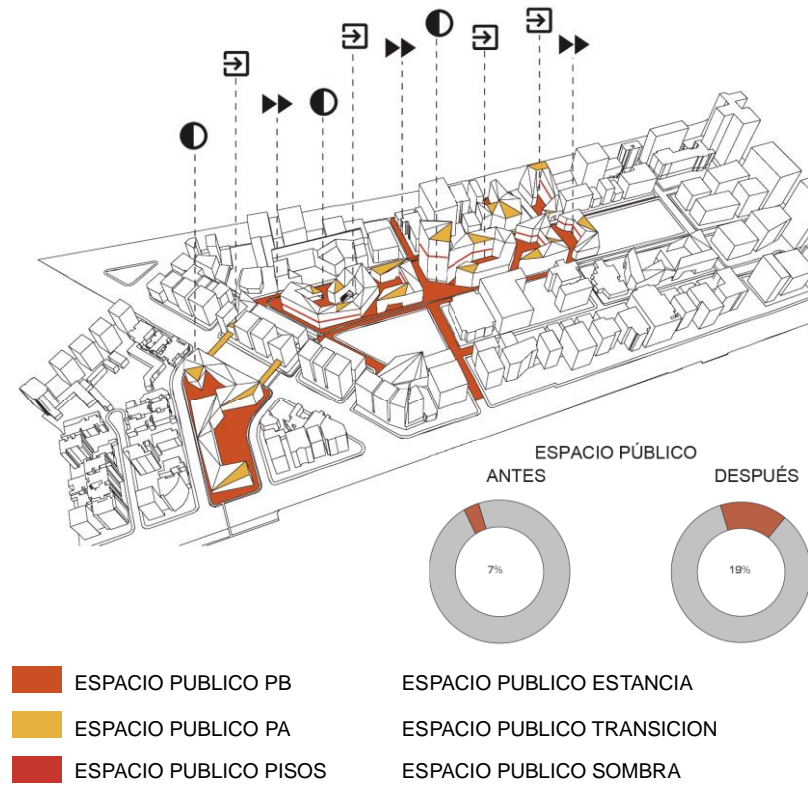 ESPACIO PÚBLICO
ANTES
DESPUÉS
7%
19%
ESPACIO PUBLICO PB
ESPACIO PUBLICO ESTANCIA
ESPACIO PUBLICO PA
ESPACIO PUBLICO TRANSICION
ESPACIO PUBLICO PISOS
ESPACIO PUBLICO SOMBRA